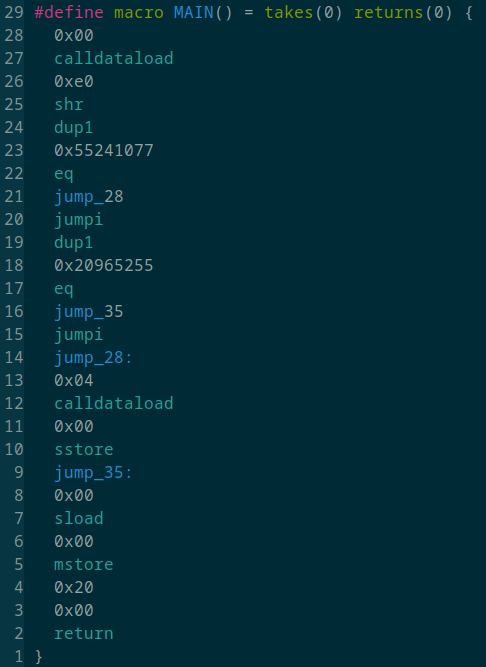 29 #define macro MAIN() = takes(0) returns(0) {
28   0x00
27   calldataload
26   0xe0
25   shr
24   dup1
23   0x55241077
22   eq
21   jump_28
20   jumpi
19   dup1
18   0x20965255
17   eq
16   jump_35
15   jumpi
14   jump_28:
13   0x04
12   calldataload
11   0x00
10   sstore
9   jump_35:
8   0x00
7   sload
6   0x00
5   mstore
4   0x20
3   0x00
2   return
1 }